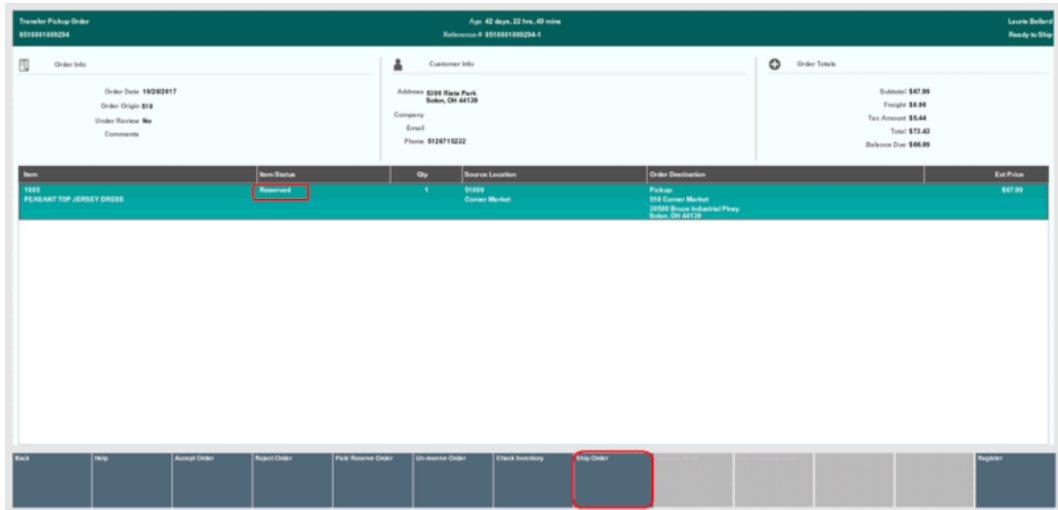 Transfer Pickup Order
Age 42 days, 22 hrs, 49 mins
Laurie Bellard
Ready to Ship
Order Info
Customer Info
Order Totals
Order Date 10/26/2017
Order Origin 510
Under Review No
Comments
Address 5200 Riata Park
Solon, OH 44139
Company
Email
Phone 5126715232
Subtotal $67.99
Freight $0.00
Tax Amount $5.44
Total $73.43
Balance Due
Item
Item Status
Qty
Source Location
Order Destination
Ext Price
PEASANT TOP JERSEY DRESS
Reserved
1
Corner Market
Pickup:
510 Corner Market
30500 Bruce Industrial Pkwy
Solon, OH 44139
$67.99
Back
Help
Accept Order
Reject Order
Pick/ Reserve Order
Un-reserve Order
Check Inventory
Ship Order
Register